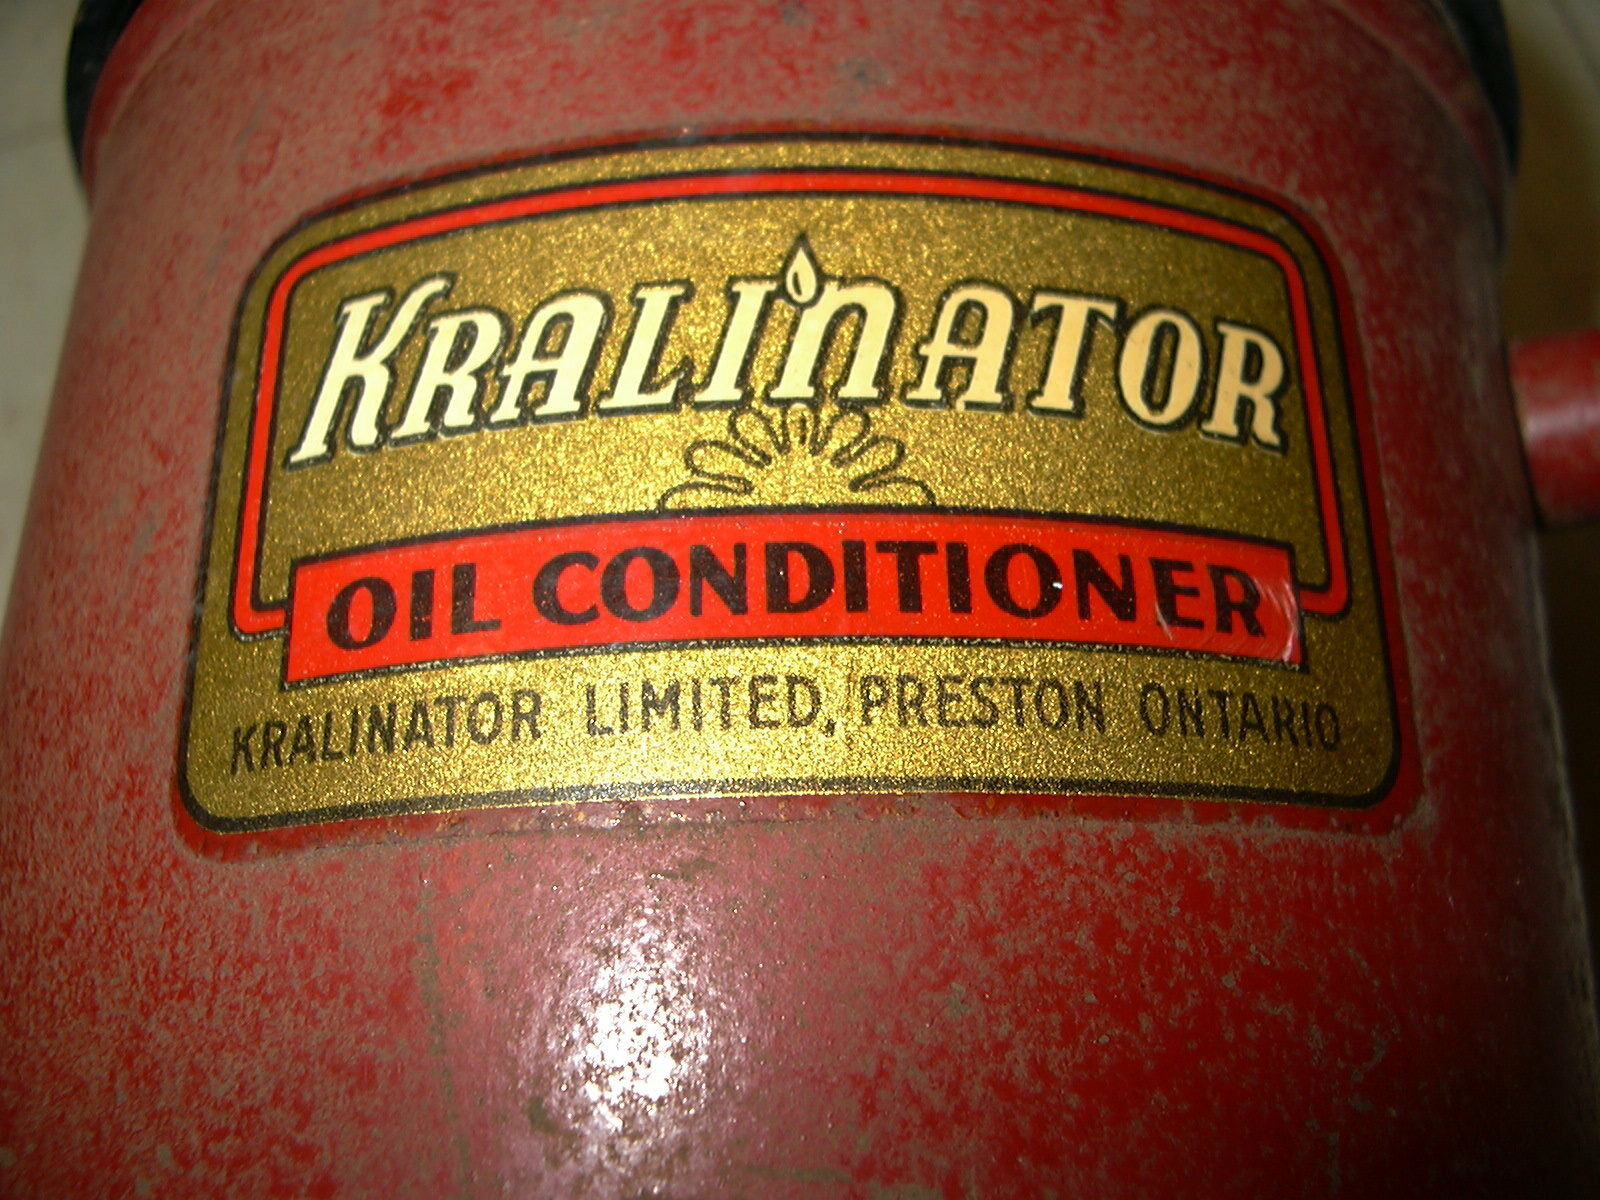 KRALINATOR
OIL CONDITIONER
KRALINATOR LIMITED, PRESTON ONTARIO